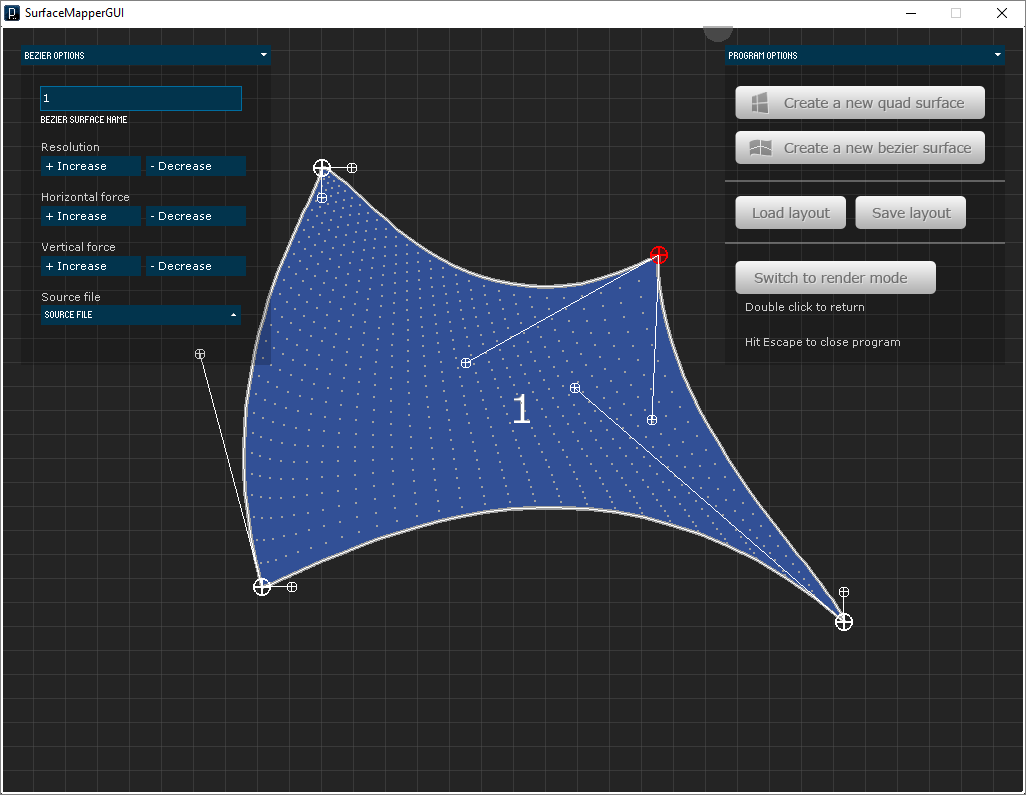 SurfaceMapperGUI
BEZIER OPTIONS
1
BEZIER SURFACE NAME
Resolution
+ Increase
- Decrease
Horizontal force
+ Increase
- Decrease
Vertical force
+ Increase
- Decrease
Source file
SOURCE FILE
1
PROGRAM OPTIONS
Create a new quad surface
Create a new bezier surface
Load layout
Save layout
Switch to render mode
Double click to return
Hit Escape to close program